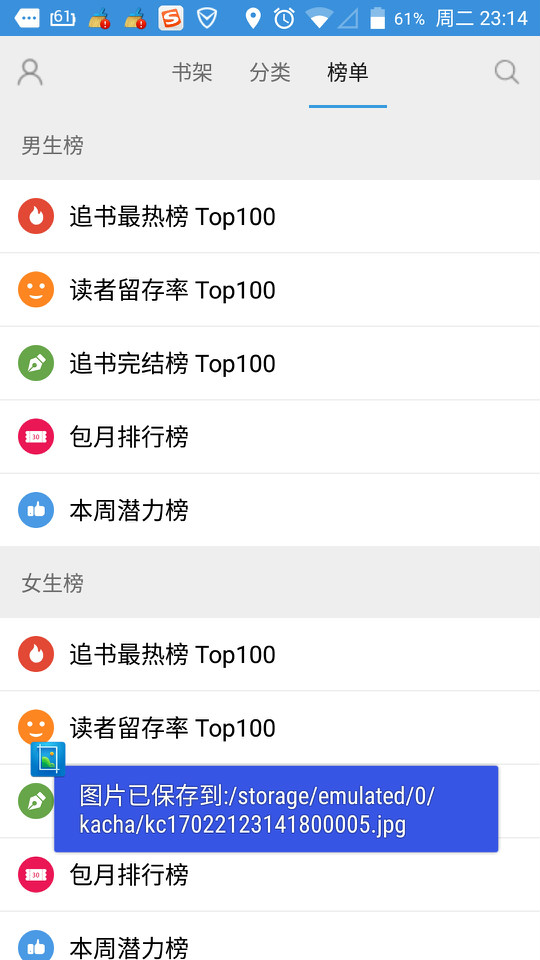 61 61% 周二 23:14
书架 分类 榜单
男生榜
追书最热榜 Top100
读者留存率 Top100
追书完结榜 Top100
包月排行榜
本周潜力榜
女生榜
追书最热榜 Top100
读者留存率 Top100
图片已保存到:/storage/emulated/0/
kacha/kc17022123141800005.jpg
包月排行榜
本周潜力榜